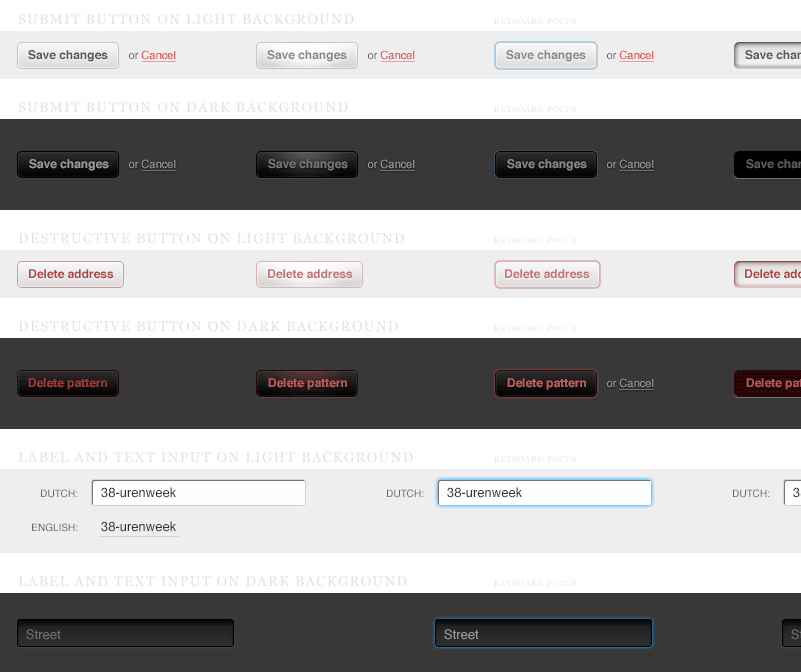 SUBMIT BUTTON ON LIGHT BACKGROUND KEYBOARD FOCUS
Save changes or Cancel Save changes or Cancel Save changes or Cancel Save
SUBMIT BUTTON ON DARK BACKGROUND KEYBOARD FOCUS
Save changes or Cancel Save changes or Cancel Save changes or Cancel Save
DESTRUCTIVE BUTTON ON LIGHT BACKGROUND KEYBOARD FOCUS
Delete address Delete address Delete address Delete
DESTRUCTIVE BUTTON ON DARK BACKGROUND KEYBOARD FOCUS
Delete pattern Delete pattern Delete pattern or Cancel Delete
LABEL AND TEXT INPUT ON LIGHT BACKGROUND KEYBOARD FOCUS
DUTCH: 38-urenweek DUTCH: 38-urenweek DUTCH:
ENGLISH: 38-urenweek
LABEL AND TEXT INPUT ON DARK BACKGROUND KEYBOARD FOCUS
Street Street